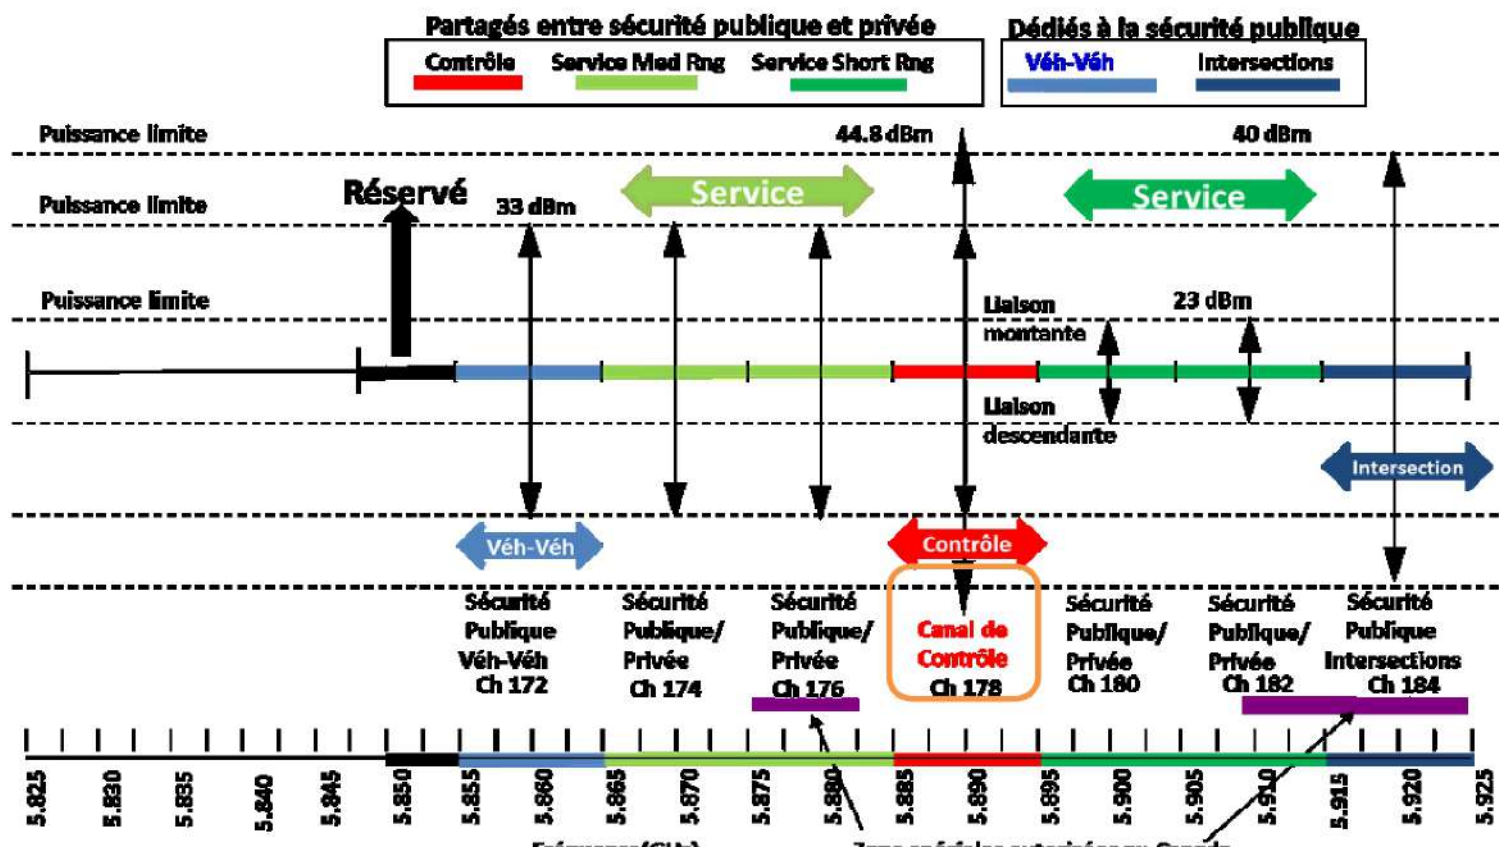 Partagés entre sécurité publique et privée
Dédiés à la sécurité publique
Contrôle Service Med Rng Service Short Rng
Véh-Véh Intersections
Puissance limite
44.8 dBm
40 dBm
Réservé
Service
Service
Puissance limite
33 dBm
Puissance limite
Liaison
montante
23 dBm
Liaison
descendante
Intersection
Véh-Véh
Contrôle
Sécurité
Publique
Véh-Véh
Ch 172
Sécurité
Publique/
Privée
Ch 174
Sécurité
Publique/
Privée
Ch 176
Canal de
Contrôle
Ch 178
Sécurité
Publique/
Privée
Ch 180
Sécurité
Publique/
Privée
Ch 182
Sécurité
Publique
Intersections
Ch 184
5.825
5.830
5.835
5.840
5.845
5.850
5.855
5.860
5.865
5.870
5.875
5.880
5.885
5.890
5.895
5.900
5.905
5.910
5.915
5.920
5.925